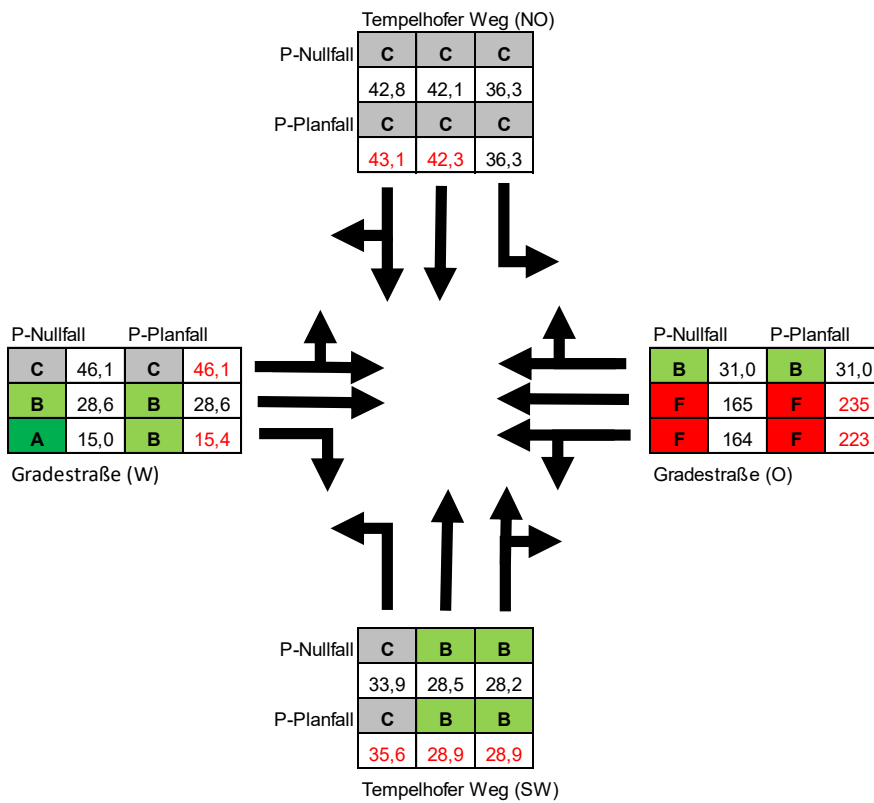 Tempelhofer Weg (NO)
P-Nullfall C C C
42,8 42,1 36,3
P-Planfall C C C
43,1 42,3 36,3
P-Nullfall P-Planfall
C 46,1 C 46,1
B 28,6 B 28,6
A 15,0 B 15,4
Gradestraße (W)
P-Nullfall P-Planfall
B 31,0 B 31,0
F 165 F 235
F 164 F 223
Gradestraße (O)
P-Nullfall C B B
33,9 28,5 28,2
P-Planfall C B B
35,6 28,9 28,9
Tempelhofer Weg (SW)